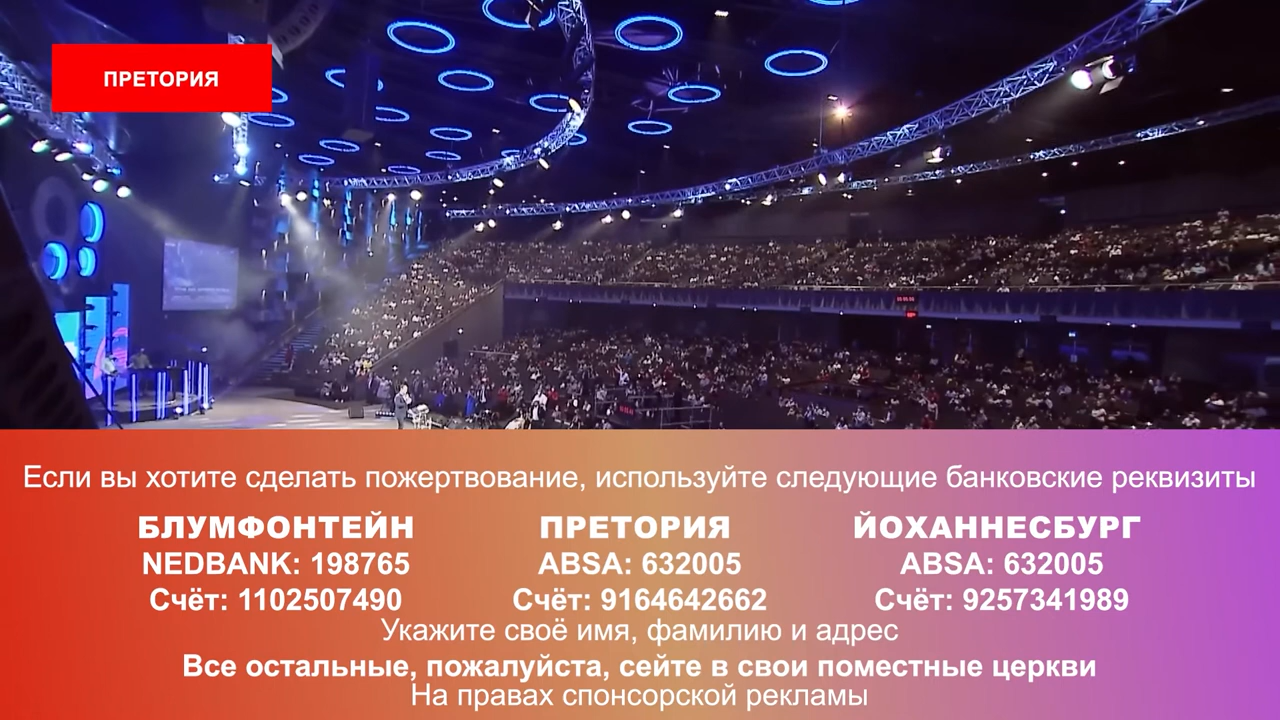 ПРЕТОРИЯ
Если вы хотите сделать пожертвование, используйте следующие банковские реквизиты
БЛУМФОНТЕЙН
NEDBANK: 198765
Счёт: 1102507490
ПРЕТОРИЯ
ABSA: 632005
Счёт: 9164642662
ЙОХАННЕСБУРГ
ABSA: 632005
Счёт: 9257341989
Укажите своё имя, фамилию и адрес
Все остальные, пожалуйста, сейте в свои поместные церкви
На правах спонсорской рекламы